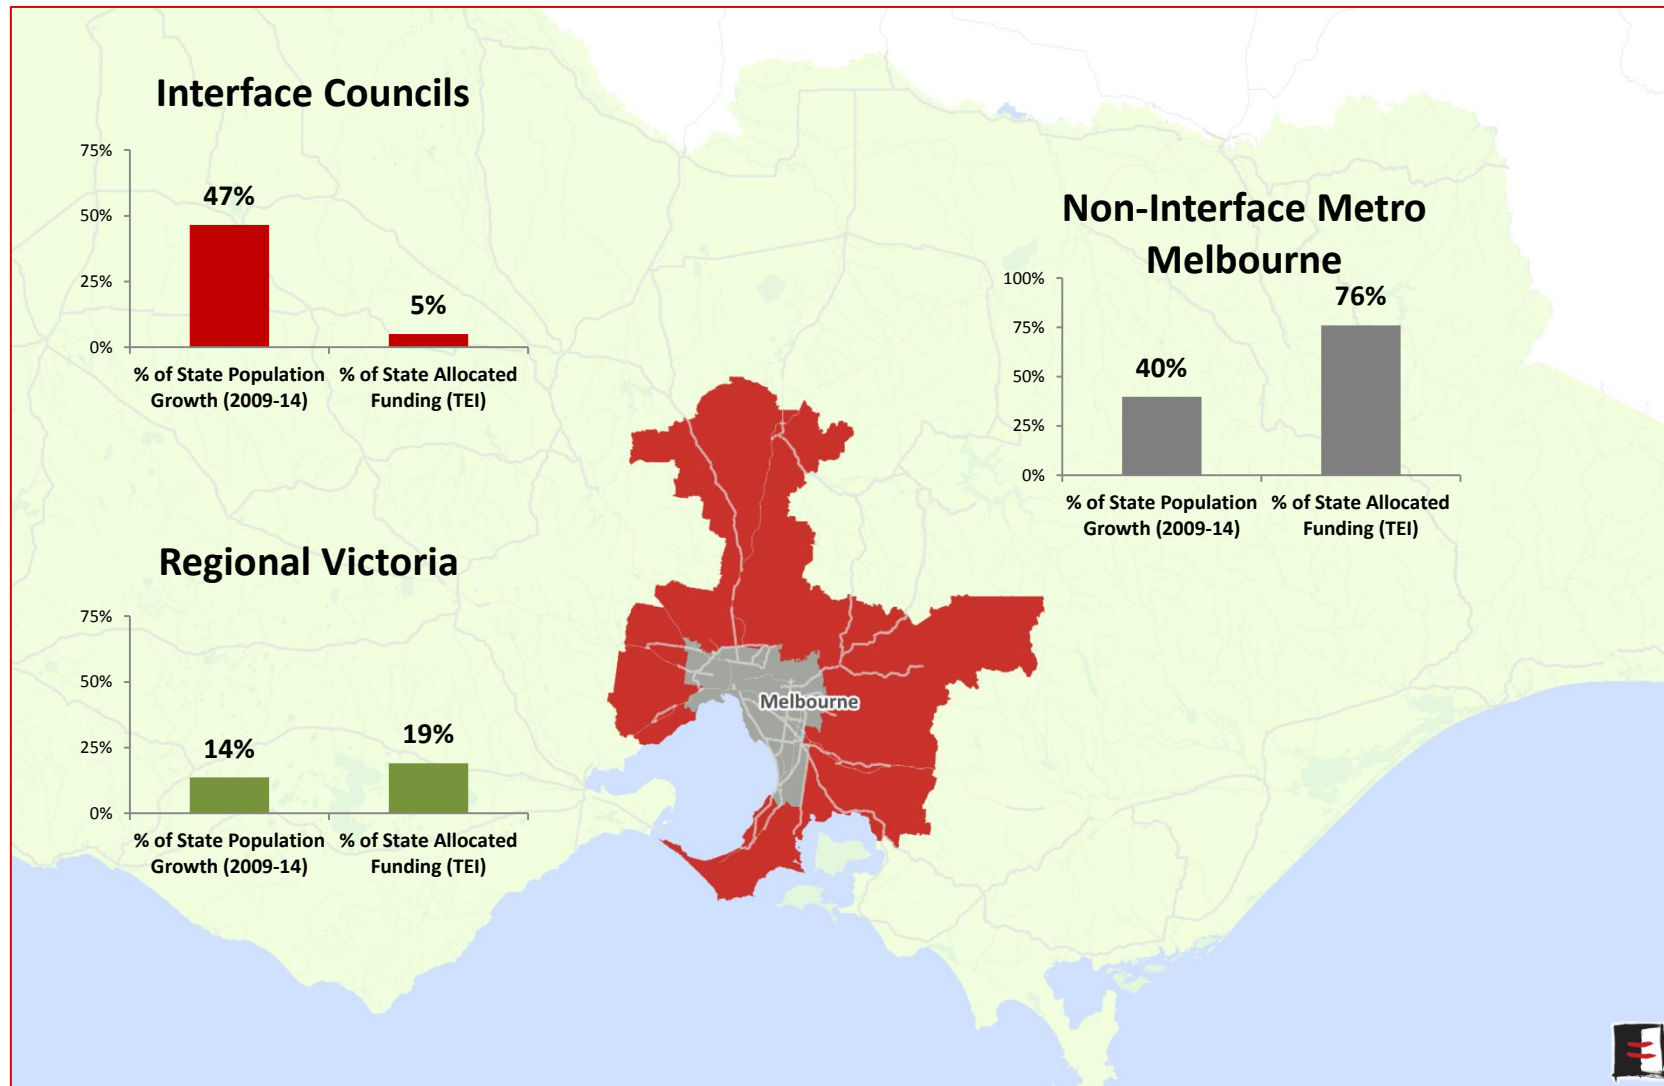 Interface Councils
75%
50%
25%
0%
47%
5%
% of State Population % of State Allocated
Growth (2009-14) Funding (TEI)
Non-Interface Metro
Melbourne
100%
75%
50%
25%
0%
76%
40%
% of State Population % of State Allocated
Growth (2009-14) Funding (TEI)
Regional Victoria
75%
50%
25%
0%
14%
19%
% of State Population % of State Allocated
Growth (2009-14) Funding (TEI)
Melbourne